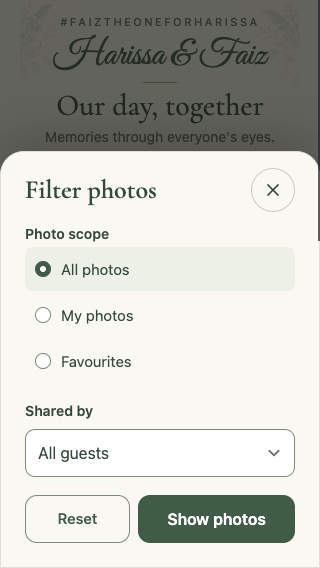 #FAIZTHEONEFORHARISSA
Harissa & Faiz
Our day, together
Memories through everyone's eyes.
Filter photos
Photo scope
All photos
My photos
Favourites
Shared by
All guests
Reset
Show photos